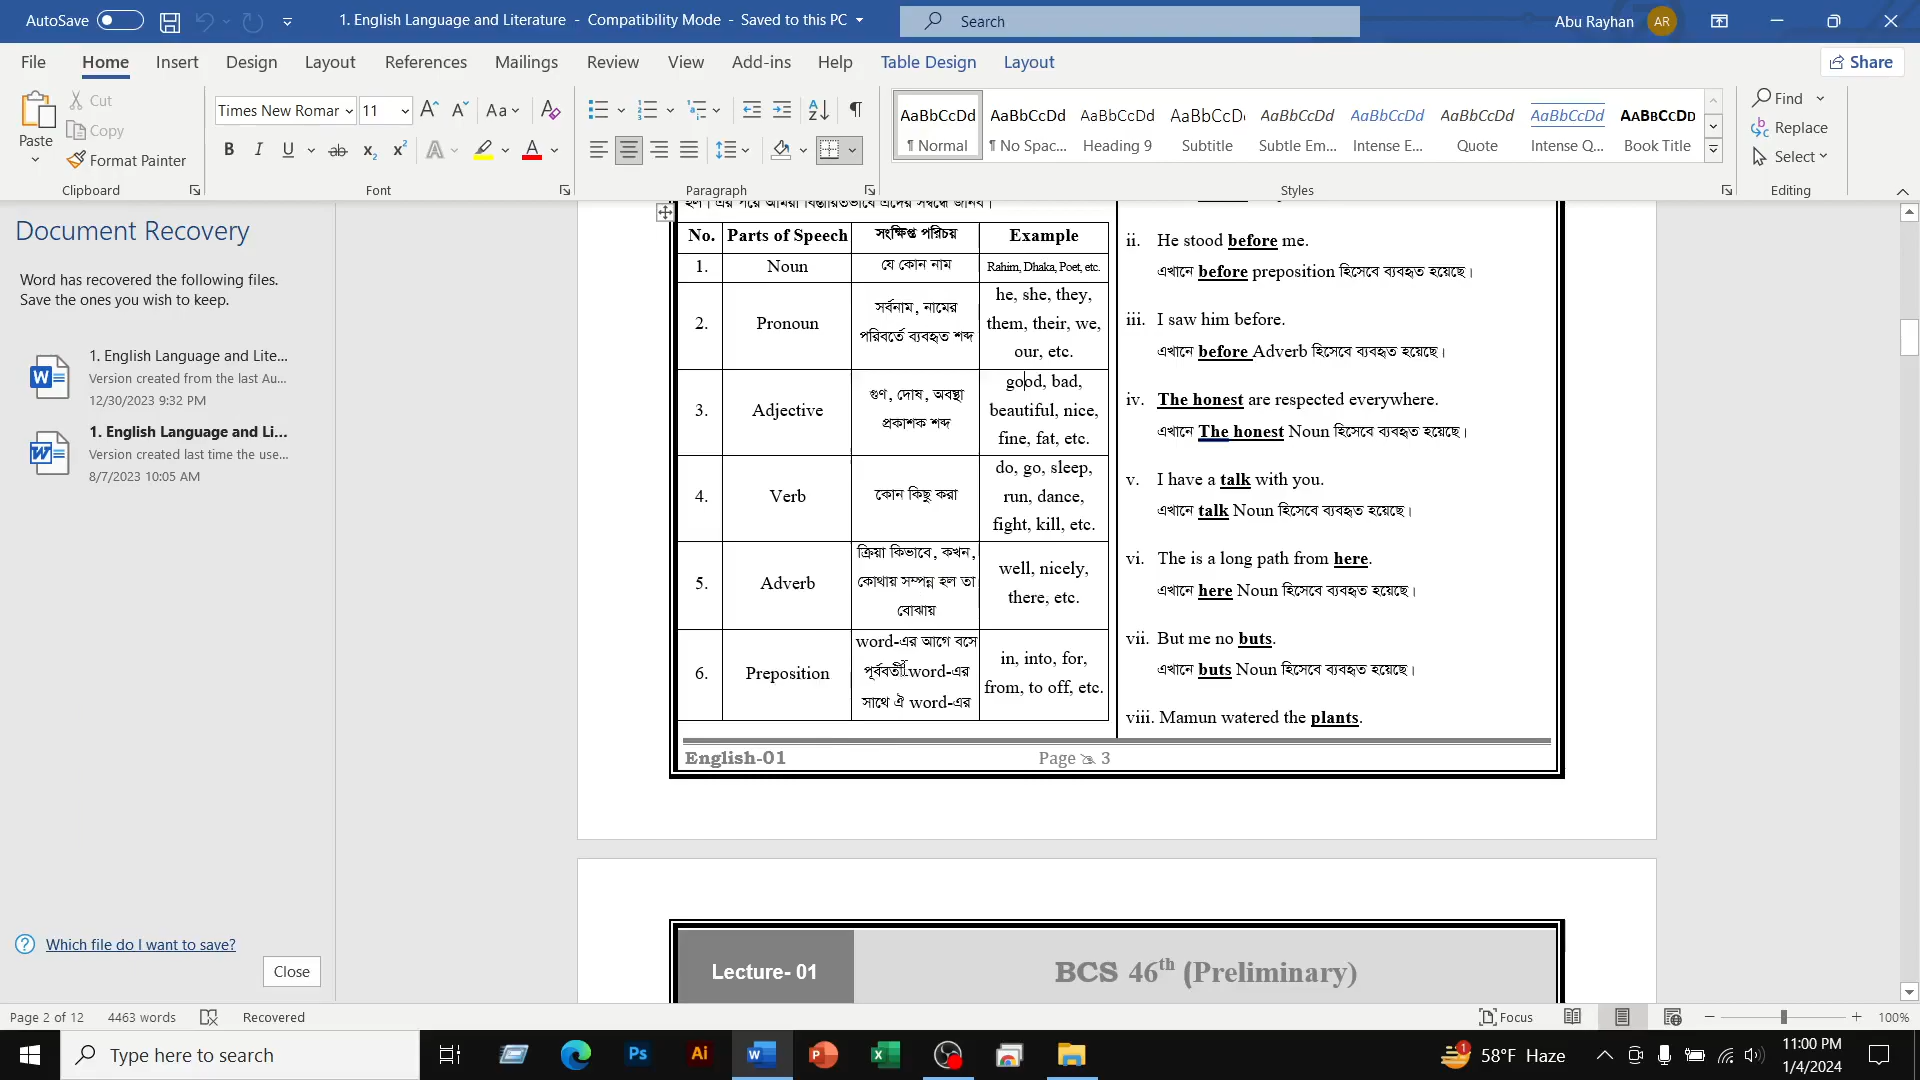 AutoSave
1. English Language and Literature - Compatibility Mode - Saved to this PC
Search
Abu Rayhan
AR
File
Home
Insert
Design
Layout
References
Mailings
Review
View
Add-ins
Help
Table Design
Layout
Share
Paste
Cut
Copy
Format Painter
Clipboard
Times New Romar
11
Font
Paragraph
AaBbCcDd
¶ Normal
AaBbCcDd
¶ No Spac...
AaBbCcDd
Heading 9
AaBbCcD
Subtitle
AaBbCcDd
Subtle Em...
AaBbCcDd
Intense E...
AaBbCcDd
Quote
AaBbCcDd
Intense Q...
AaBbCcDd
Book Title
Styles
Find
Replace
Select
Editing
Document Recovery
Word has recovered the following files.
Save the ones you wish to keep.
1. English Language and Lite...
Version created from the last Au...
12/30/2023 9:32 PM
1. English Language and Li...
Version created last time the use...
8/7/2023 10:05 AM
Which file do I want to save?
Close
হল। এর পরে আমরা বিস্তারিতভাবে এদের সম্বন্ধে জানব।
No. Parts of Speech সংক্ষিপ্ত পরিচয় Example
1. Noun যে কোন নাম Rahim, Dhaka, Poet, etc.
2. Pronoun
সর্বনাম, নামের
পরিবর্তে ব্যবহৃত শব্দ
he, she, they,
them, their, we,
our, etc.
3. Adjective
গুণ, দোষ, অবস্থা
প্রকাশক শব্দ
good, bad,
beautiful, nice,
fine, fat, etc.
4. Verb
কোন কিছু করা
do, go, sleep,
run, dance,
fight, kill, etc.
5. Adverb
ক্রিয়া কিভাবে, কখন,
কোথায় সম্পন্ন হল তা
বোঝায়
well, nicely,
there, etc.
6. Preposition
word-এর আগে বসে
পূর্ববর্তী word-এর
সাথে ঐ word-এর
in, into, for,
from, to off, etc.
ii. He stood before me.
এখানে before preposition হিসেবে ব্যবহৃত হয়েছে।
iii. I saw him before.
এখানে before Adverb হিসেবে ব্যবহৃত হয়েছে।
iv. The honest are respected everywhere.
এখানে The honest Noun হিসেবে ব্যবহৃত হয়েছে।
v. I have a talk with you.
এখানে talk Noun হিসেবে ব্যবহৃত হয়েছে।
vi. The is a long path from here.
এখানে here Noun হিসেবে ব্যবহৃত হয়েছে।
vii. But me no buts.
এখানে buts Noun হিসেবে ব্যবহৃত হয়েছে।
viii. Mamun watered the plants.
English-01
Page 3
Lecture- 01
BCS 46th (Preliminary)
Page 2 of 12
4463 words
Recovered
Focus
100%
Type here to search
Ps
Ai
1
58°F Haze
11:00 PM
1/4/2024